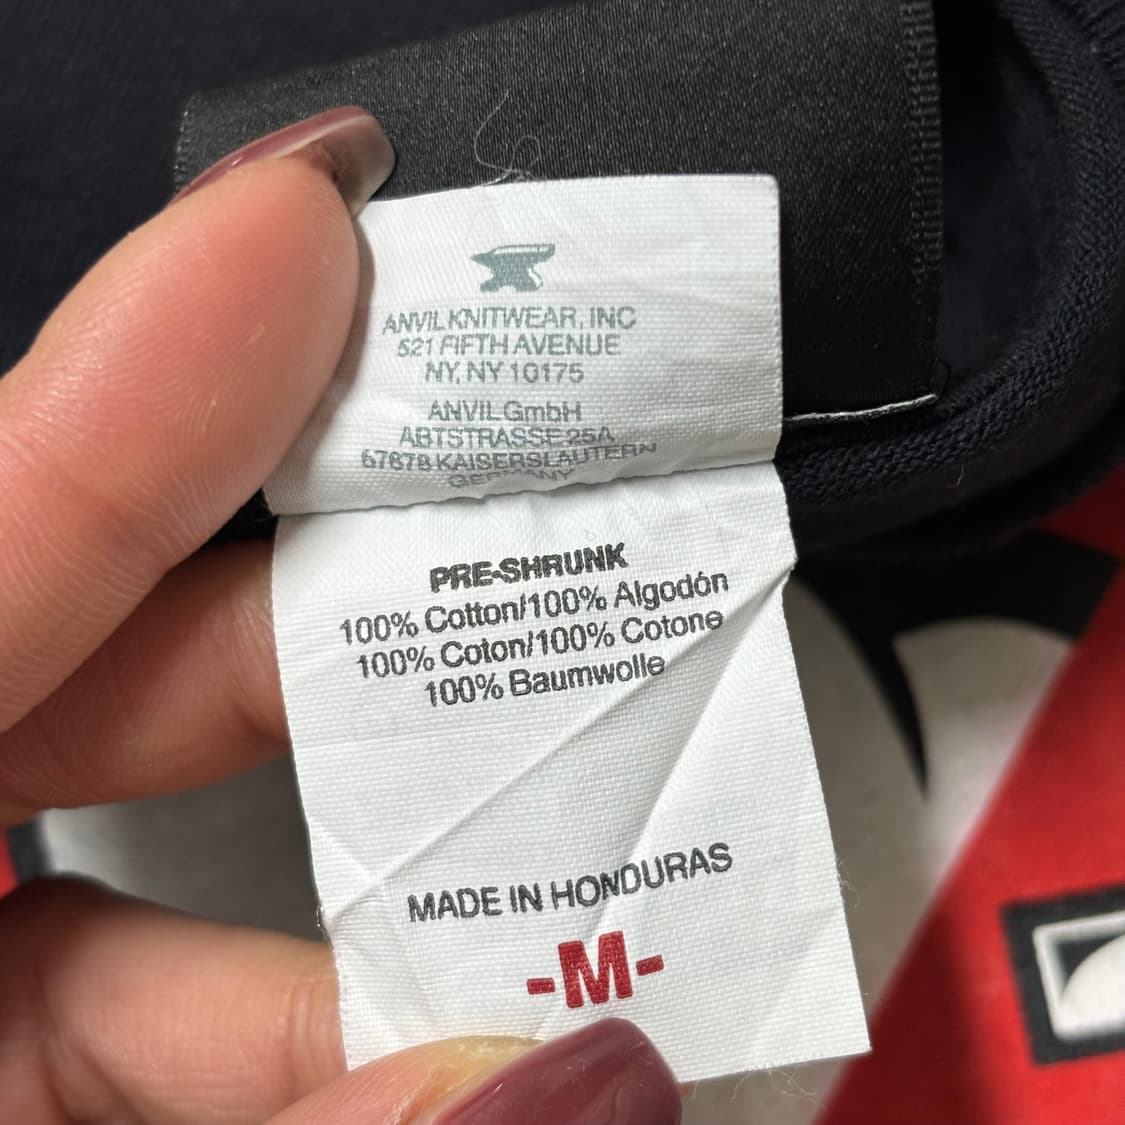 ANVIL KNITWEAR, INC
521 FIFTH AVENUE
NY, NY 10175
ANVIL GmbH
ABTSTRASSE 25A
67678 KAISERSLAUTERN
GERMANY
PRE-SHRUNK
100% Cotton/100% Algodón
100% Coton/100% Cotone
100% Baumwolle
MADE IN HONDURAS
-M-